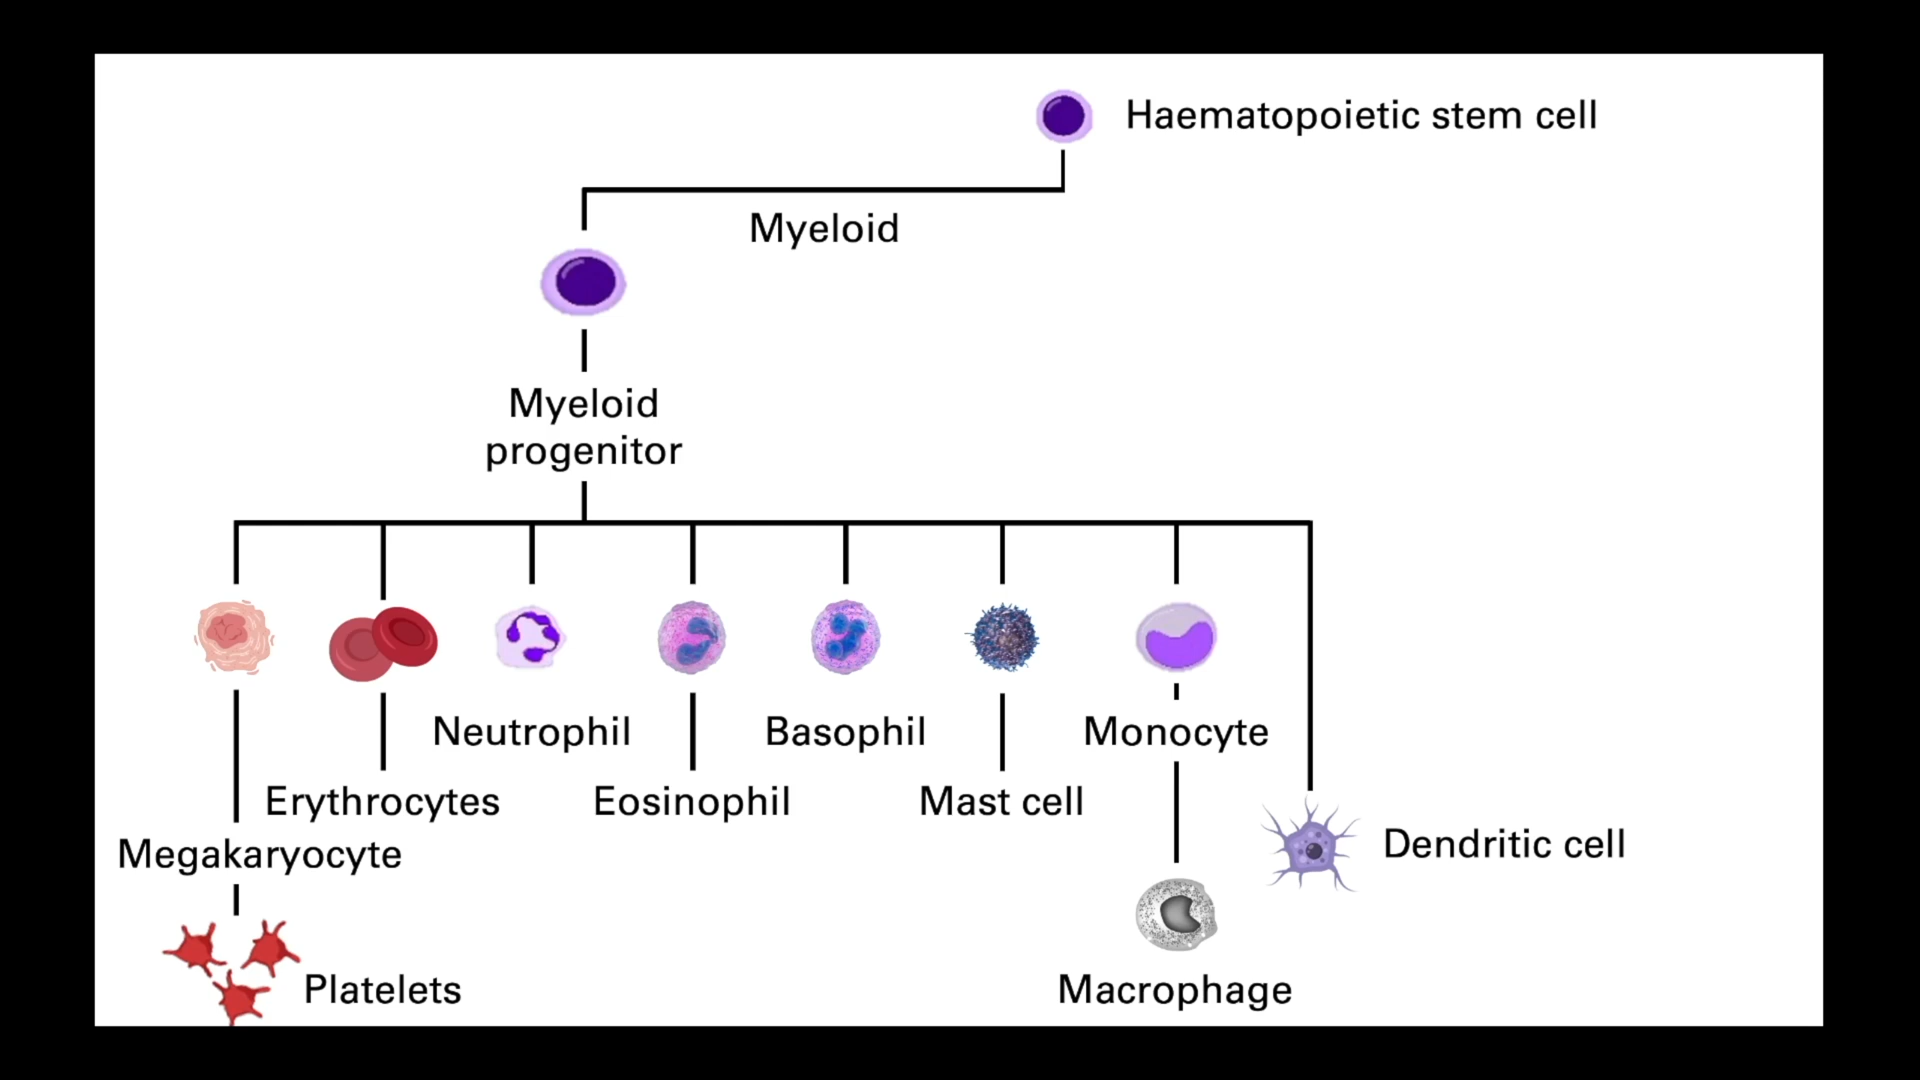 Haematopoietic stem cell
Myeloid
Myeloid
progenitor
Neutrophil
Basophil
Monocyte
Erythrocytes
Eosinophil
Mast cell
Megakaryocyte
Dendritic cell
Platelets
Macrophage